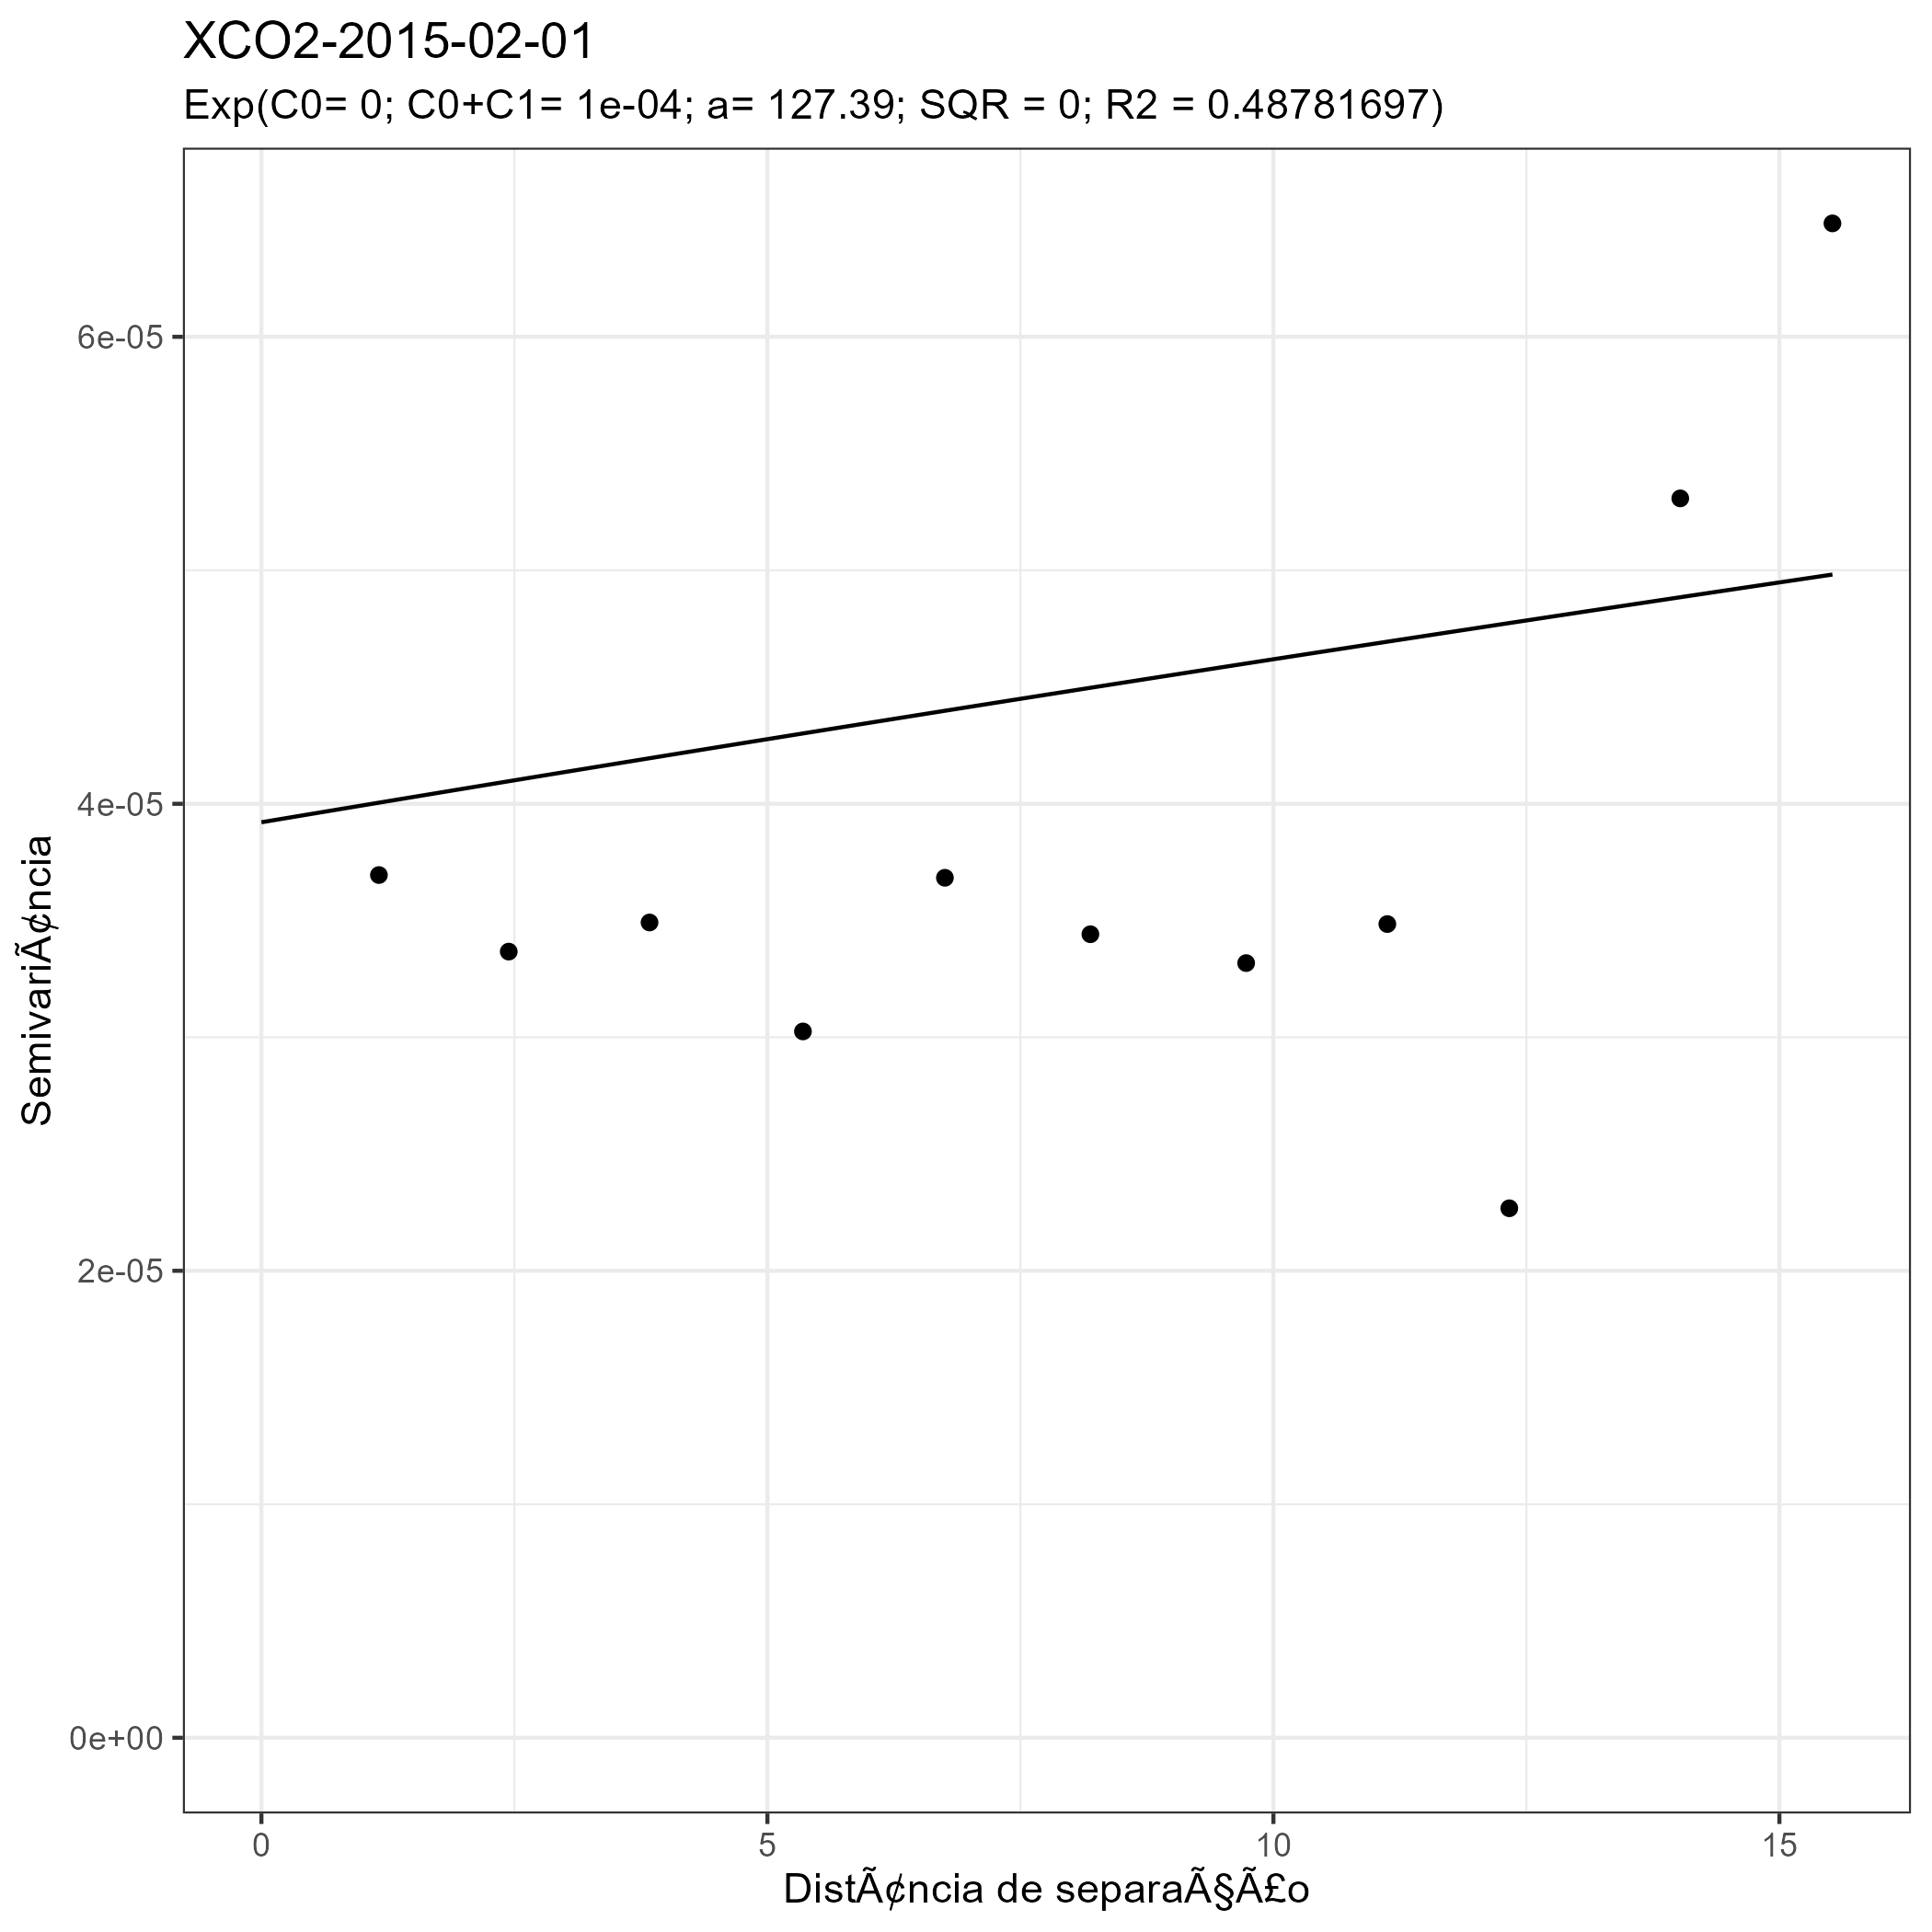 XCO2-2015-02-01
Exp(C0= 0; C0+C1= 1e-04; a= 127.39; SQR = 0; R2 = 0.48781697)
6e-05
4e-05
2e-05
0e+00
SemivariÃ¢ncia
0 5 10 15
DistÃ¢ncia de separaÃ§Ã£o